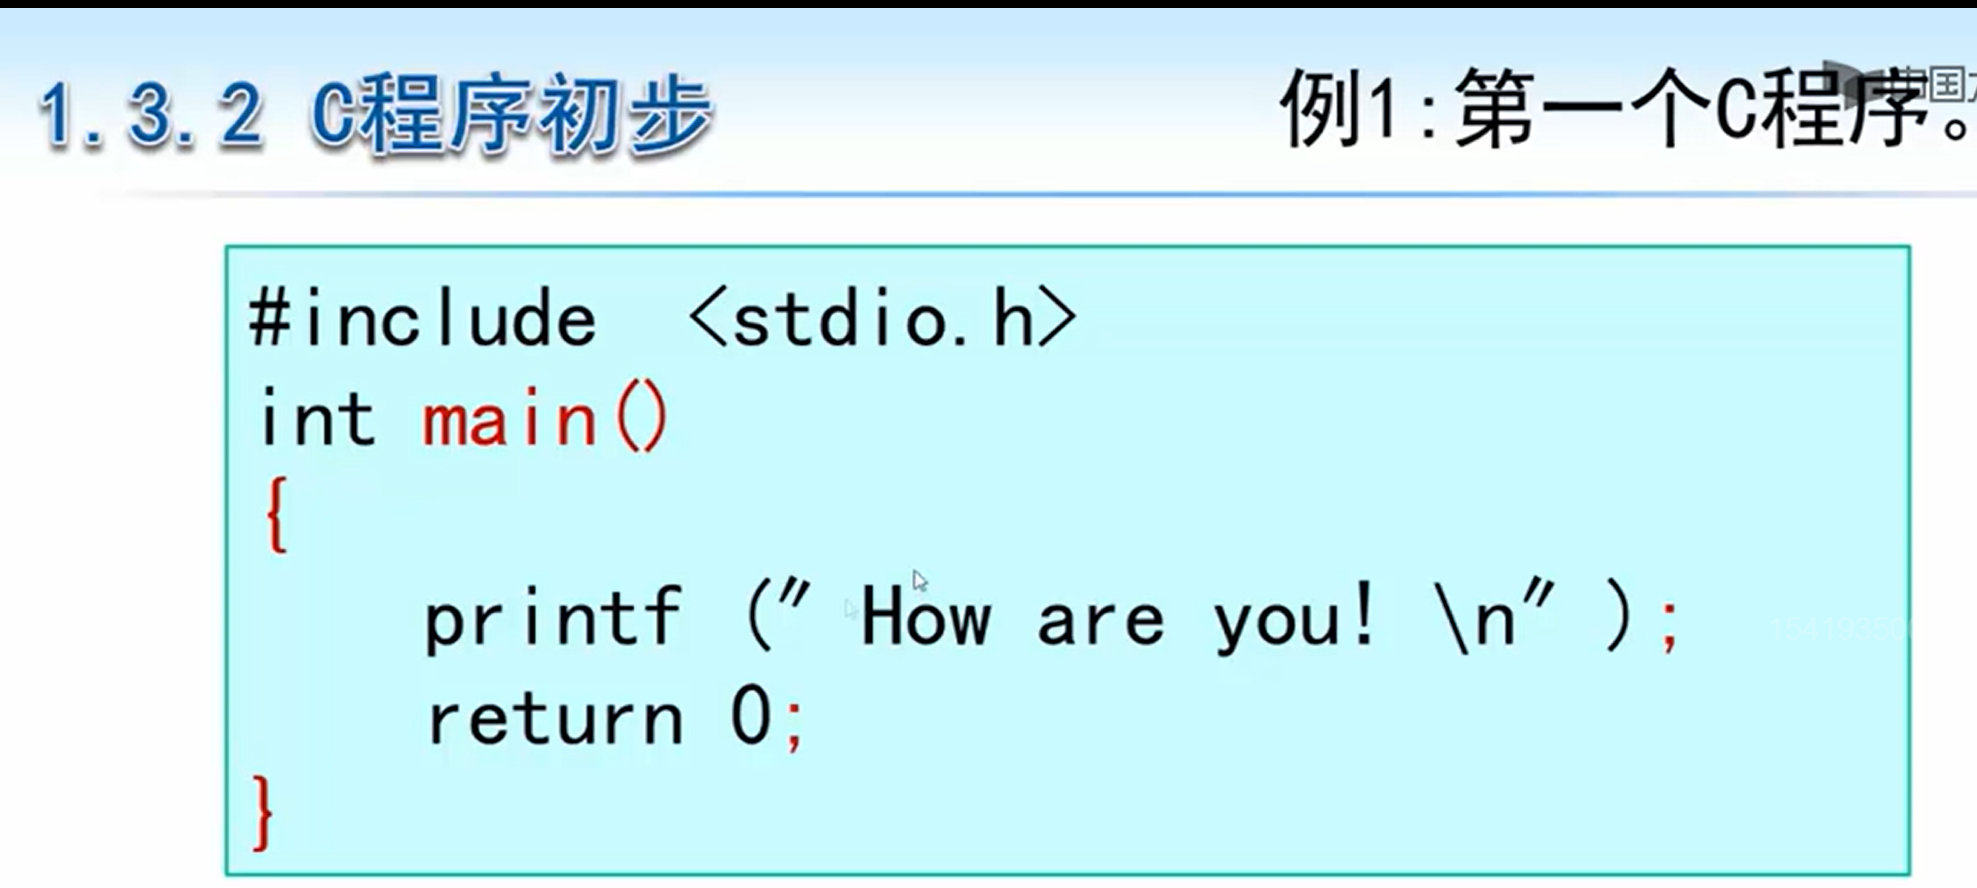 1.3.2 C程序初步
例1:第一个C程序。
#include <stdio.h>
int main()
{
printf (" How are you! \n" );
return 0;
}